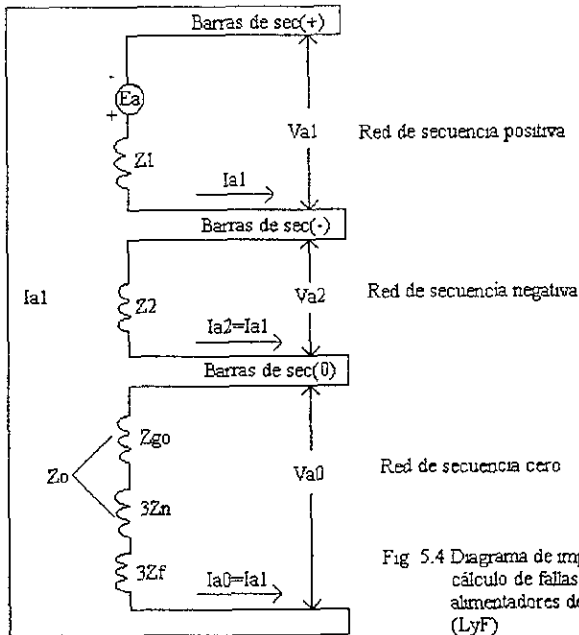 Barras de sec(+)
-
Ea
+
Va1
Red de secuencia positiva
Z1
Ia1
Barras de sec(-)
Ia1
Z2
Va2
Red de secuencia negativa
Ia2=Ia1
Barras de sec(0)
Zgo
Zo
Va0
Red de secuencia cero
3Zn
3Zf
Ia0=Ia1
Fig 5.4 Diagrama de imp
cálculo de fallas
alimentadores de
(LyF)